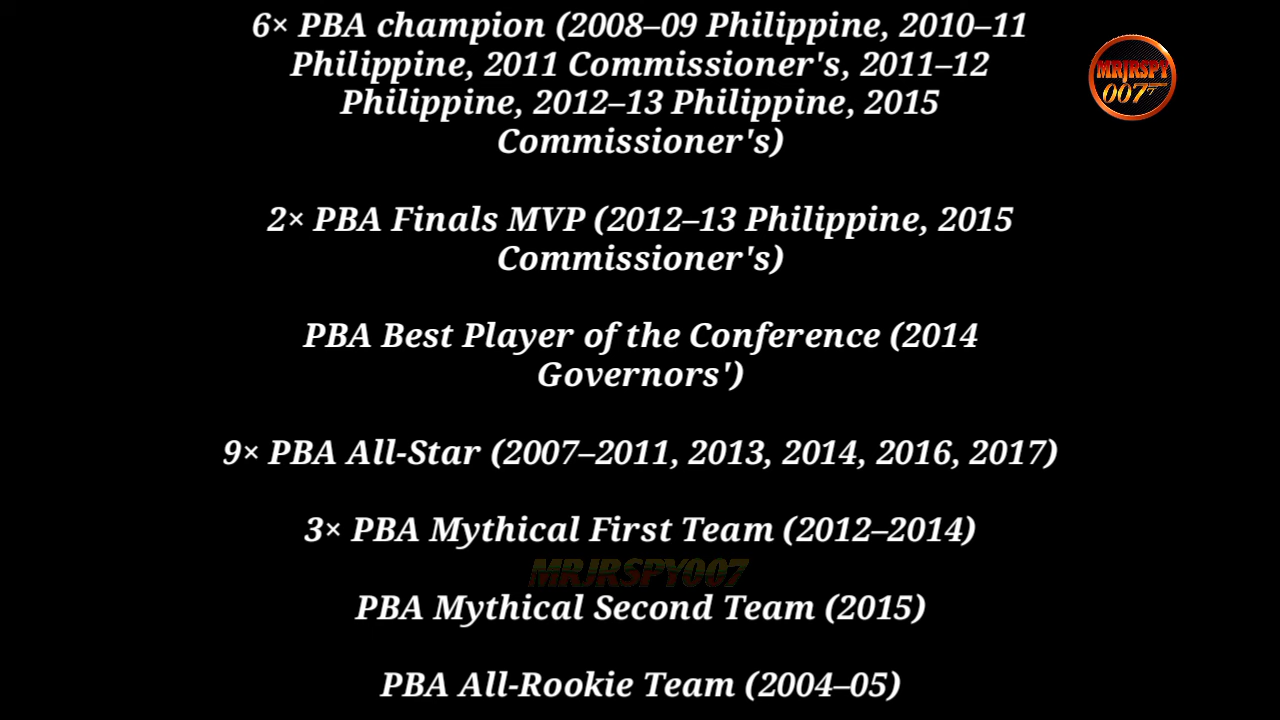 6× PBA champion (2008–09 Philippine, 2010–11
Philippine, 2011 Commissioner's, 2011–12
Philippine, 2012–13 Philippine, 2015
Commissioner's)
MRJRSPY
007
2× PBA Finals MVP (2012–13 Philippine, 2015
Commissioner's)
PBA Best Player of the Conference (2014
Governors')
9× PBA All-Star (2007–2011, 2013, 2014, 2016, 2017)
3× PBA Mythical First Team (2012–2014)
MRJRSPY007
PBA Mythical Second Team (2015)
PBA All-Rookie Team (2004–05)